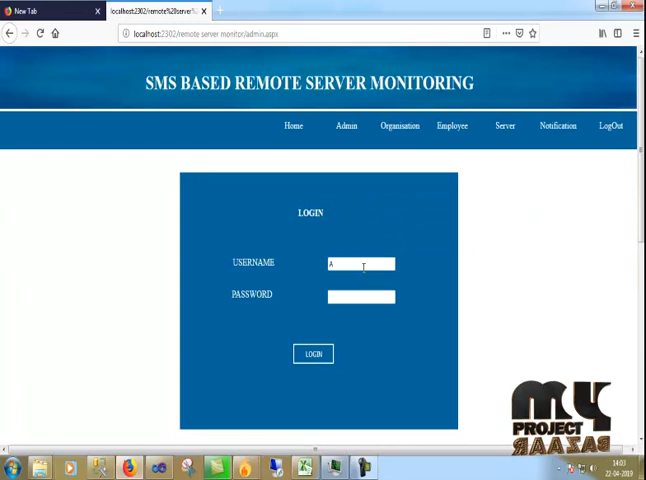 New Tab
localhost:2302/remote%20server%
localhost:2302/remote server monitor/admin.aspx
SMS BASED REMOTE SERVER MONITORING
Home Admin Organisation Employee Server Notification LogOut
LOGIN
USERNAME A
PASSWORD
LOGIN
my
PROJECT
BAZAAR
14:03
22-04-2019